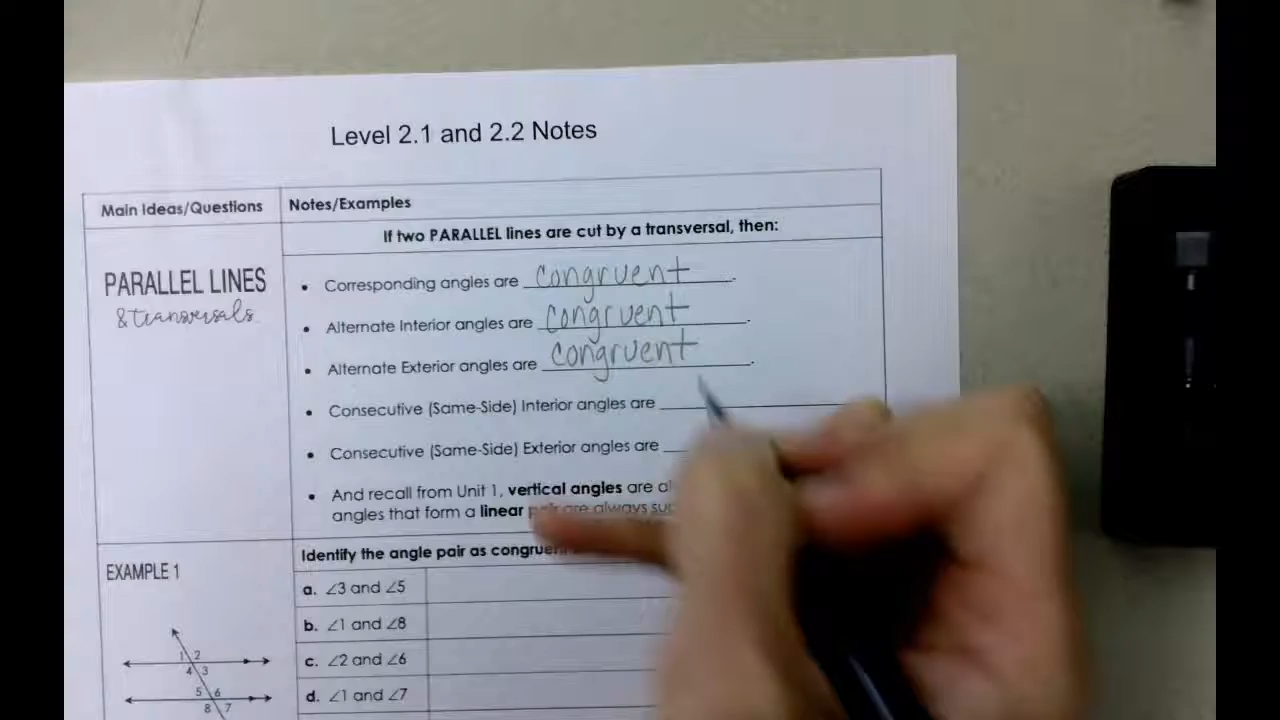 Level 2.1 and 2.2 Notes
Main Ideas/Questions
Notes/Examples
If two PARALLEL lines are cut by a transversal, then:
PARALLEL LINES
& transversals
• Corresponding angles are congruent.
• Alternate Interior angles are congruent.
• Alternate Exterior angles are congruent.
• Consecutive (Same-Side) Interior angles are
• Consecutive (Same-Side) Exterior angles are
• And recall from Unit 1, vertical angles are
angles that form a linear pair are always
EXAMPLE 1
Identify the angle pair as
a. ∠3 and ∠5
b. ∠1 and ∠8
c. ∠2 and ∠6
d. ∠1 and ∠7
1 2
4 3
5 6
8 7